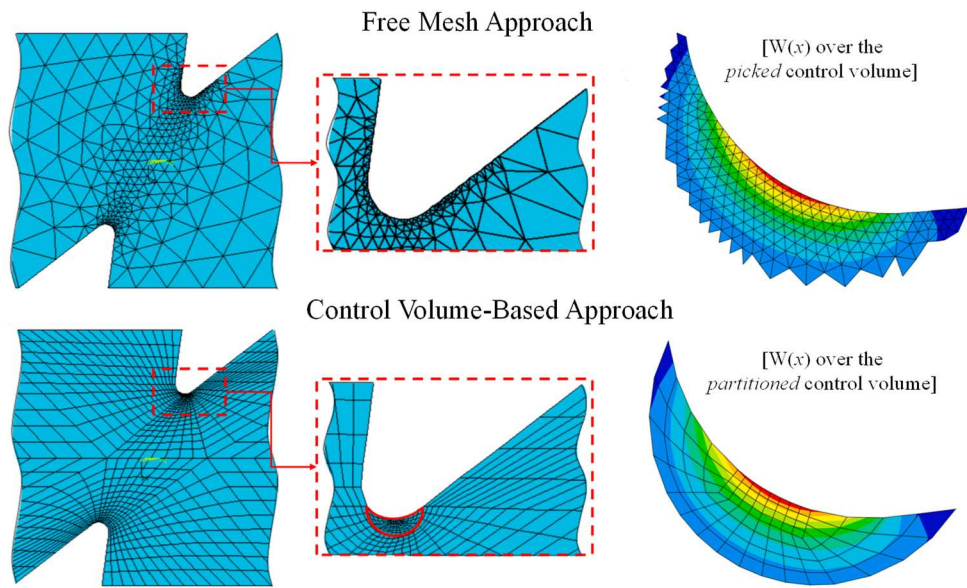 Free Mesh Approach
[W(x) over the
picked control volume]
Control Volume-Based Approach
[W(x) over the
partitioned control volume]